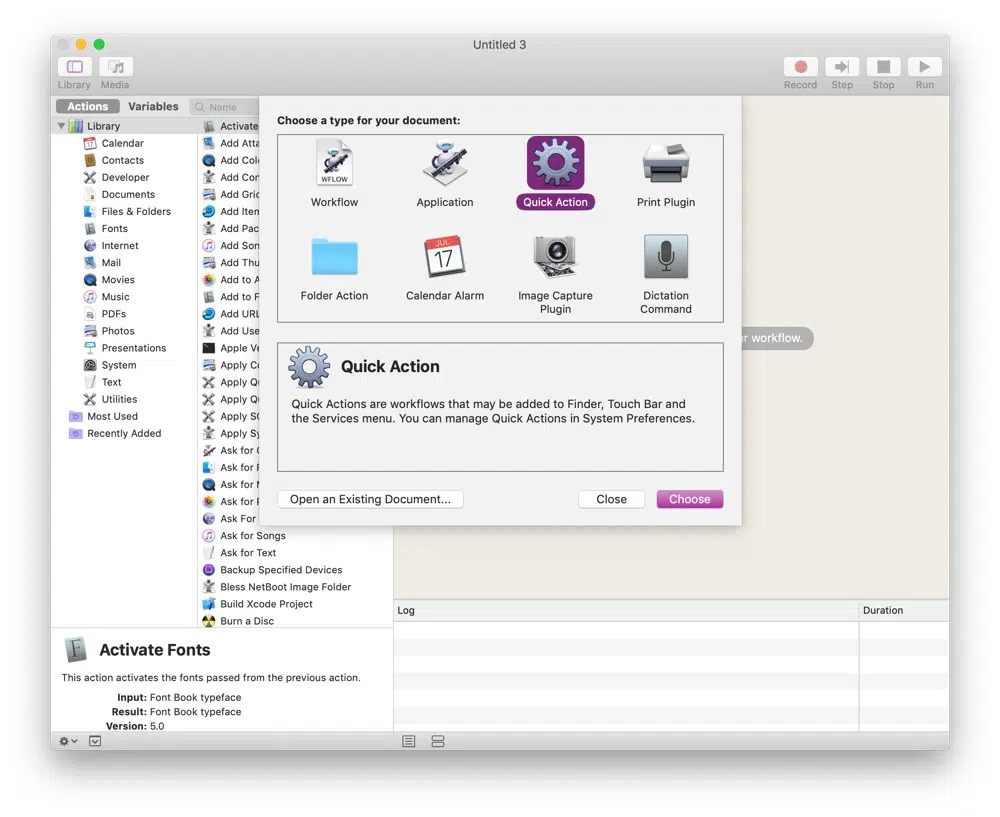 Untitled 3
Library
Media
Record
Step
Stop
Run
Actions
Variables
Name
Library
Calendar
Contacts
Developer
Documents
Files & Folders
Fonts
Internet
Mail
Movies
Music
PDFs
Photos
Presentations
System
Text
Utilities
Most Used
Recently Added
Activate
Add Atta
Add Colo
Add Con
Add Grid
Add Item
Add Pac
Add Son
Add Thu
Add to A
Add to F
Add URL
Add Use
Apple Ve
Apply Co
Apply Qu
Apply Qu
Apply SQ
Apply Sy
Ask for
Ask for F
Ask for M
Ask for P
Ask For
Ask for Songs
Ask for Text
Backup Specified Devices
Bless NetBoot Image Folder
Build Xcode Project
Burn a Disc
Choose a type for your document:
WFLOW
Workflow
Application
Quick Action
Print Plugin
Folder Action
JUL
17
Calendar Alarm
Image Capture
Plugin
Dictation
Command
Quick Action
Quick Actions are workflows that may be added to Finder, Touch Bar and
the Services menu. You can manage Quick Actions in System Preferences.
Open an Existing Document...
Close
Choose
r workflow.
Log
Duration
Activate Fonts
This action activates the fonts passed from the previous action.
Input: Font Book typeface
Result: Font Book typeface
Version: 5.0